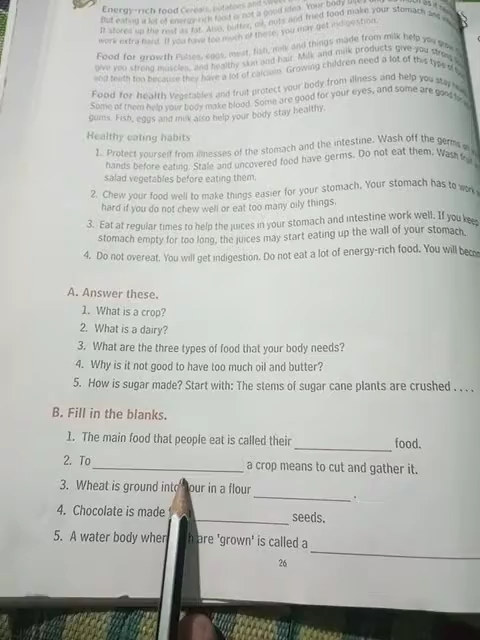 Energy-rich food Cereals, potatoes and
But eating a lot of energy-rich food is not a good idea. Your body uses only
It stores up the rest as fat. Also, butter, oil, nuts and fried food make your stomach and
work extra hard. If you have too much of these, you may get indigestion.
Food for growth Pulses, eggs, meat, fish, milk and things made from milk help you grow
give you strong muscles, and healthy skin and hair. Milk and milk products give you strong
and teeth too because they have a lot of calcium. Growing children need a lot of this type of
Food for health Vegetables and fruit protect your body from illness and help you stay
Some of them help your body make blood. Some are good for your eyes, and some are good for
gums. Fish, eggs and milk also help your body stay healthy.
Healthy eating habits
1. Protect yourself from illnesses of the stomach and the intestine. Wash off the germs
hands before eating. Stale and uncovered food have germs. Do not eat them. Wash fruit
salad vegetables before eating them.
2. Chew your food well to make things easier for your stomach. Your stomach has to work
hard if you do not chew well or eat too many oily things.
3. Eat at regular times to help the juices in your stomach and intestine work well. If you keep
stomach empty for too long, the juices may start eating up the wall of your stomach.
4. Do not overeat. You will get indigestion. Do not eat a lot of energy-rich food. You will
A. Answer these.
1. What is a crop?
2. What is a dairy?
3. What are the three types of food that your body needs?
4. Why is it not good to have too much oil and butter?
5. How is sugar made? Start with: The stems of sugar cane plants are crushed ....
B. Fill in the blanks.
1. The main food that people eat is called their ____________ food.
2. To ____________ a crop means to cut and gather it.
3. Wheat is ground into our in a flour ____________.
4. Chocolate is made ____________ seeds.
5. A water body when are 'grown' is called a ____________
26